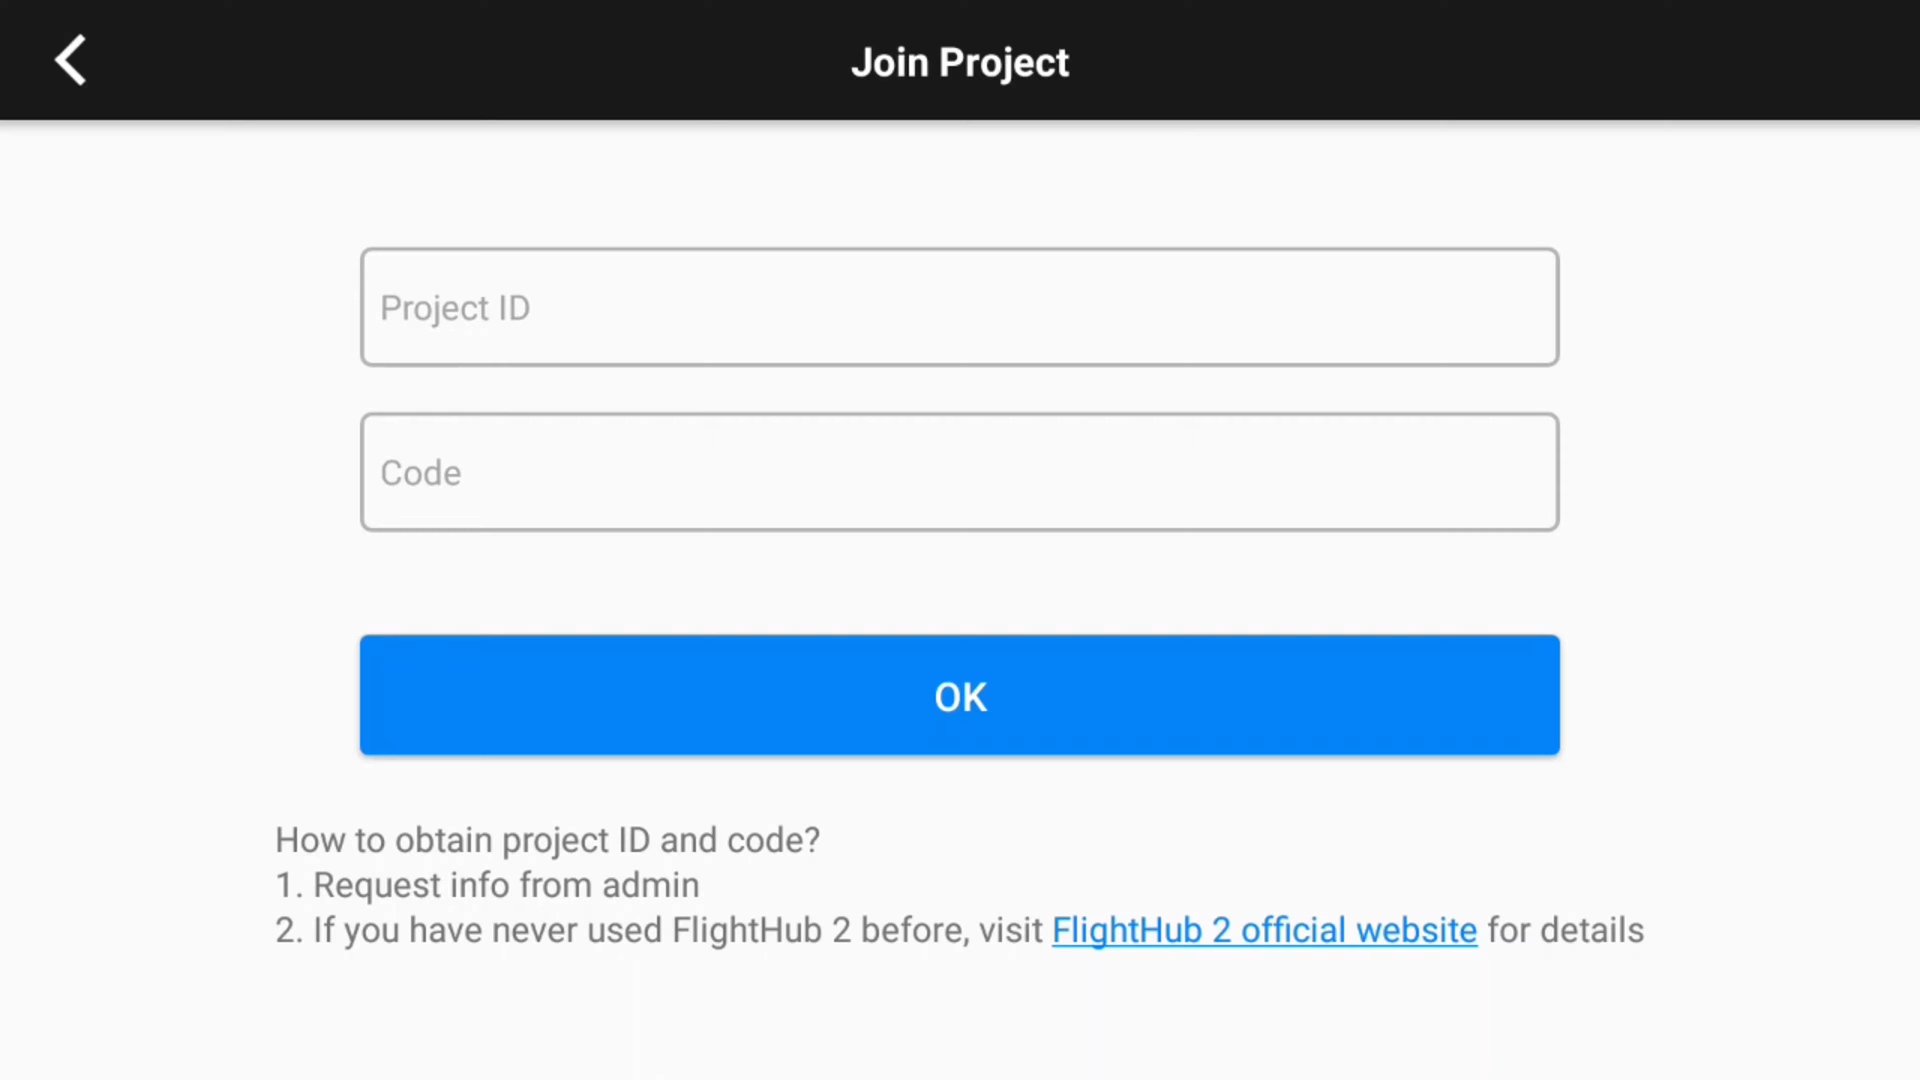 Join Project
Project ID
Code
OK
How to obtain project ID and code?
1. Request info from admin
2. If you have never used FlightHub 2 before, visit FlightHub 2 official website for details